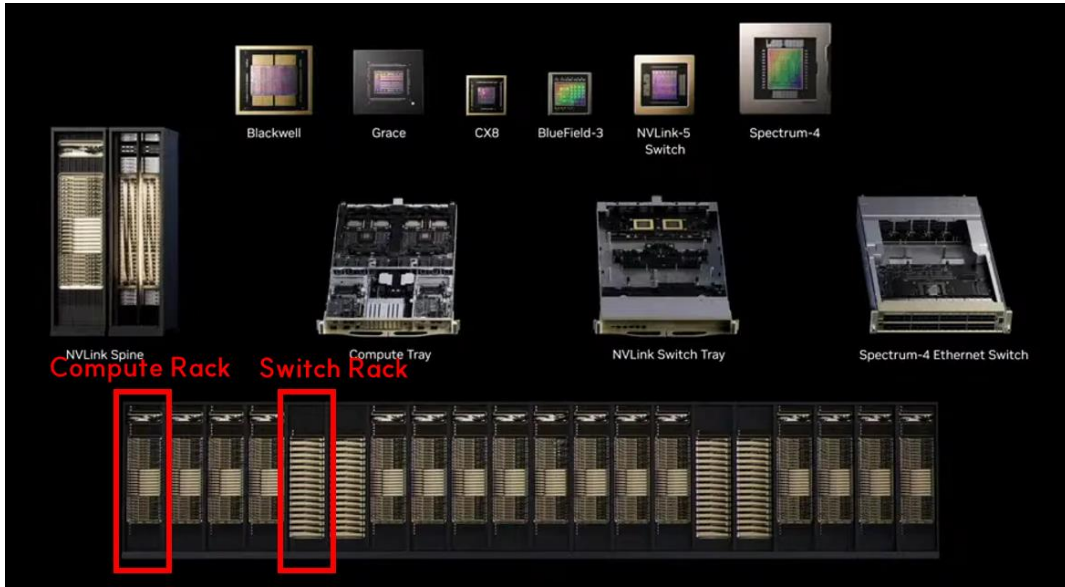 Blackwell
Grace
CX8
BlueField-3
NVLink-5
Switch
Spectrum-4
NVLink Spine
Compute Tray
NVLink Switch Tray
Spectrum-4 Ethernet Switch
Compute Rack
Switch Rack